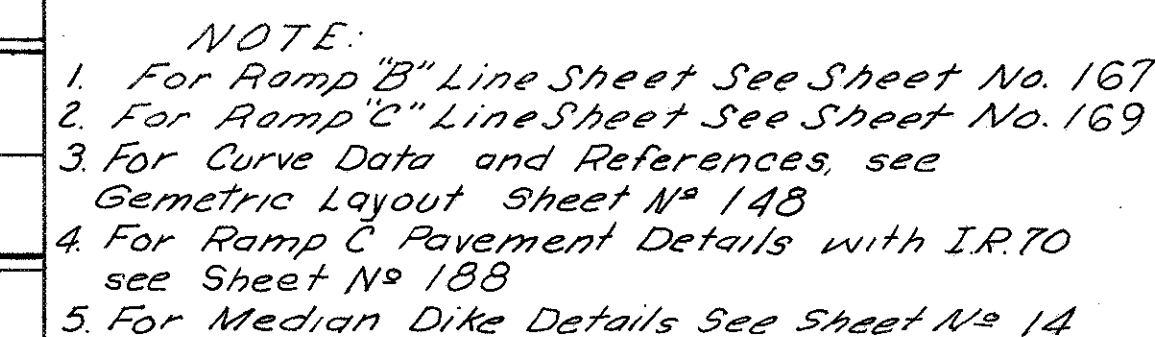 NOTE:
1. For Ramp "B" Line Sheet See Sheet No. 167
2. For Ramp "C" Line Sheet See Sheet No. 169
3. For Curve Data and References, see
Gemetric Layout Sheet Nº 148
4. For Ramp C Pavement Details with I.R.70
see Sheet Nº 188
5. For Median Dike Details See Sheet Nº 14